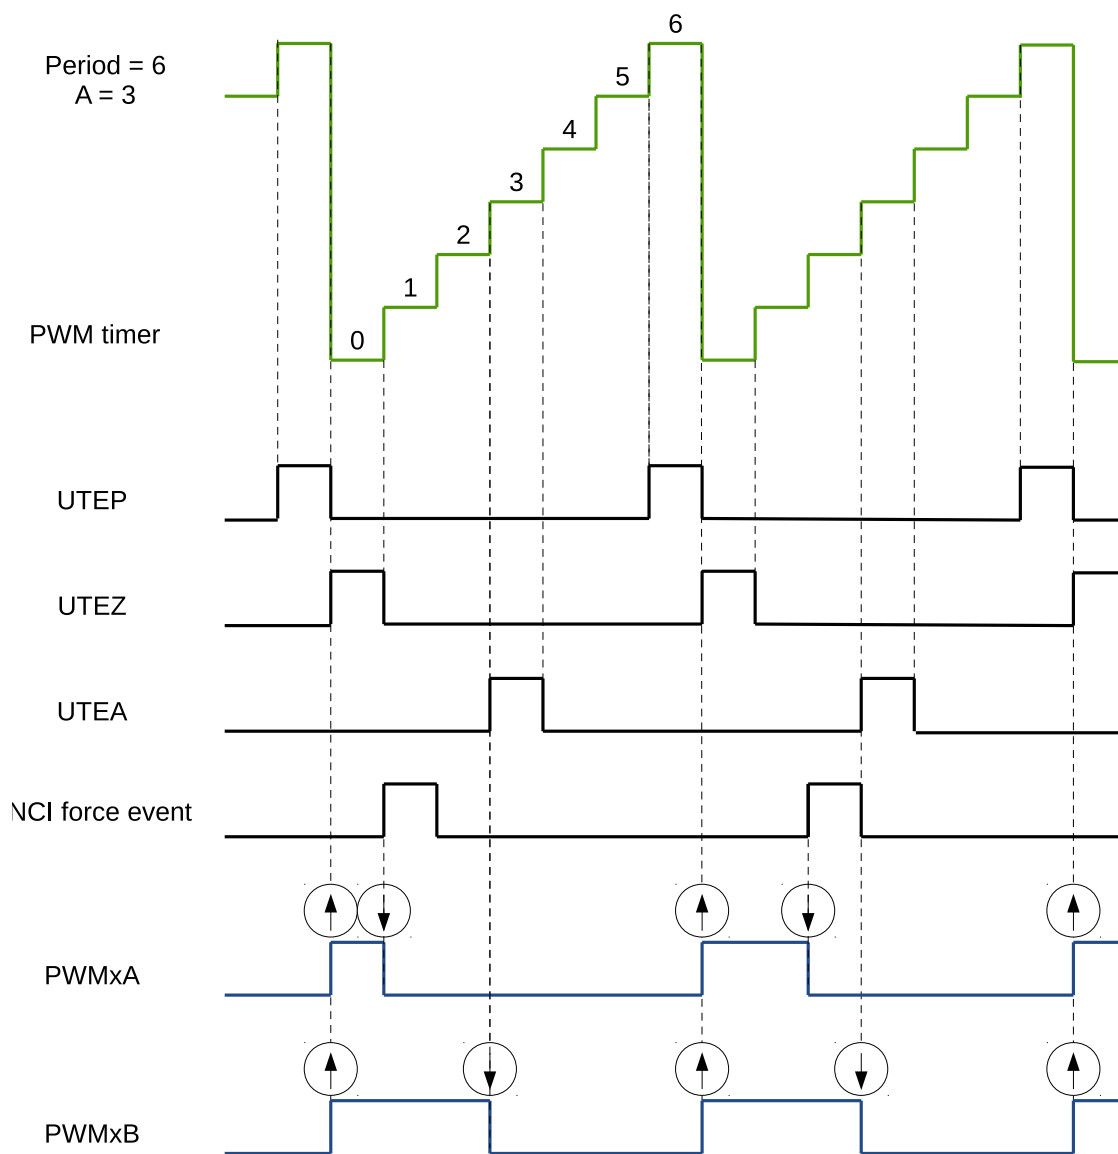 6
Period = 6
A = 3
5
4
3
2
1
0
PWM timer
UTEP
UTEZ
UTEA
NCI force event
PWMxA
PWMxB